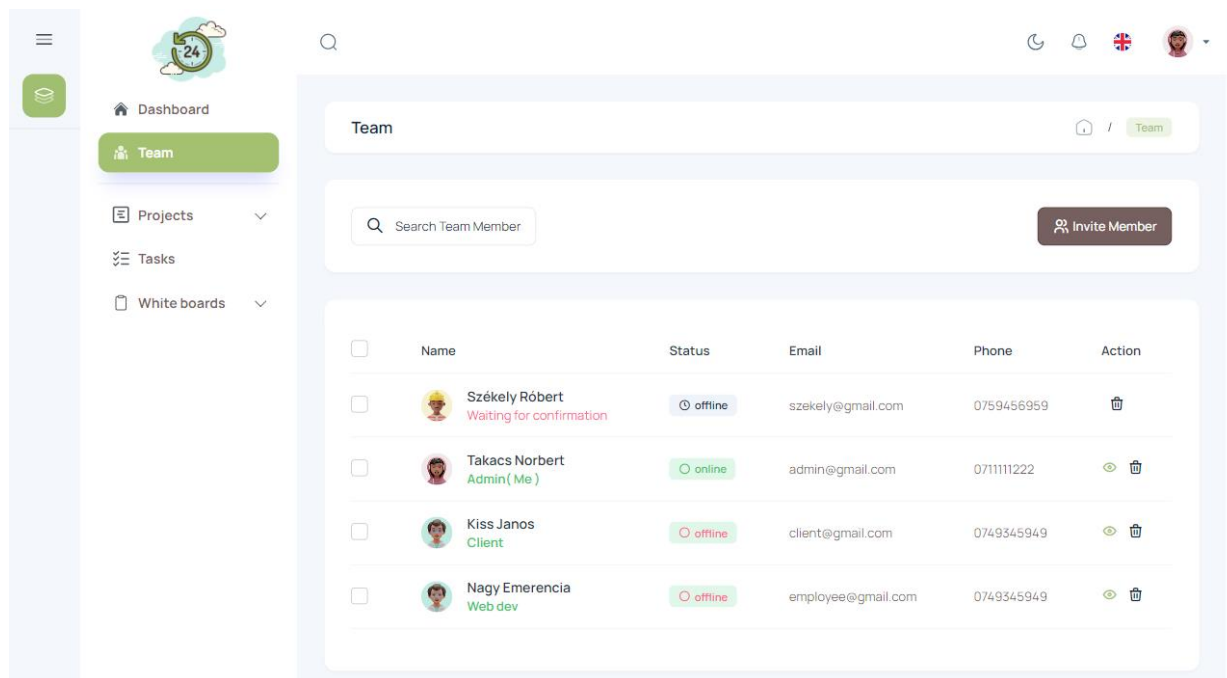 24
Dashboard
Team
Projects
Tasks
White boards
Team
/ Team
Search Team Member
Invite Member
Name Status Email Phone Action
Székely Róbert
Waiting for confirmation
offline szekely@gmail.com 0759456959
Takacs Norbert
Admin( Me )
online admin@gmail.com 0711111222
Kiss Janos
Client
offline client@gmail.com 0749345949
Nagy Emerencia
Web dev
offline employee@gmail.com 0749345949